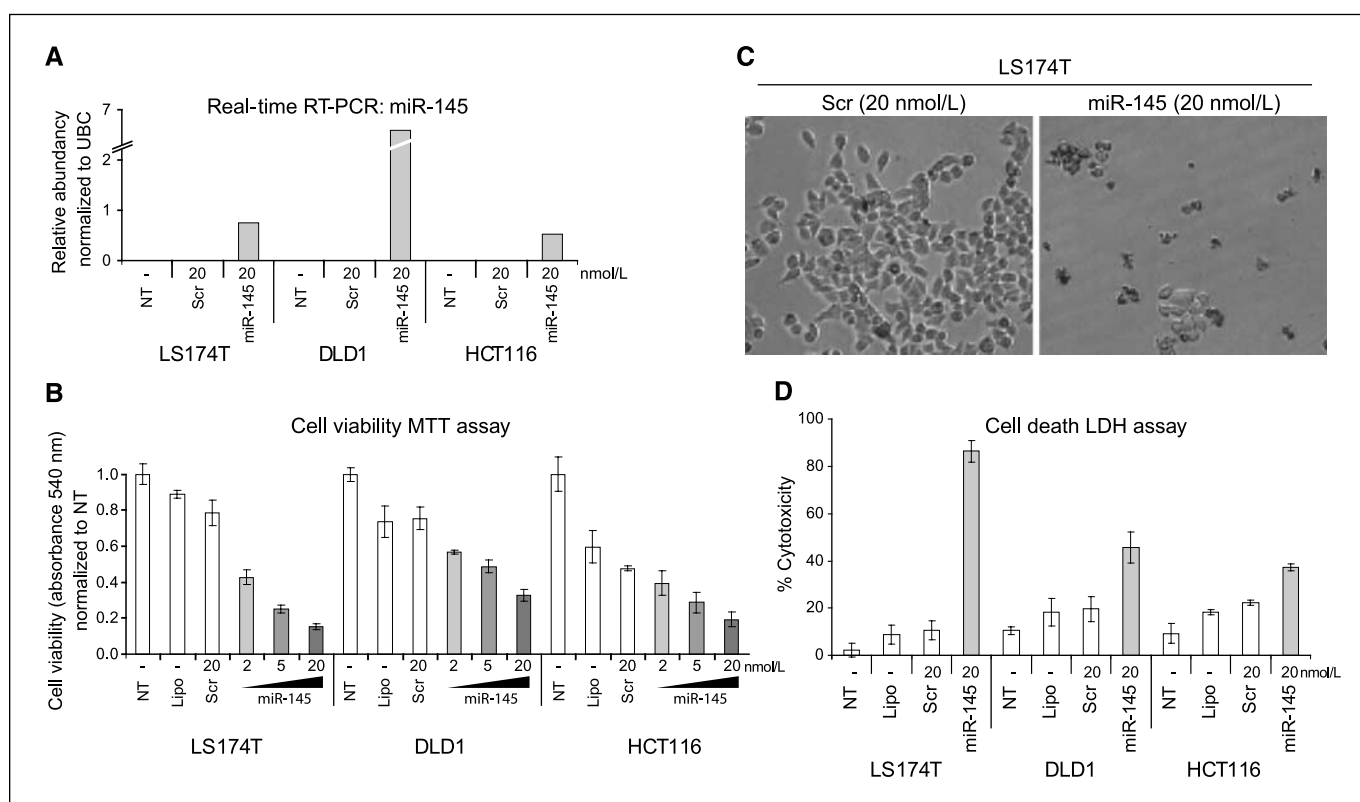 A
Real-time RT-PCR: miR-145
Relative abundancy
normalized to UBC
7
2
1
0
- 20 20 - 20 20 - 20 20 nmol/L
NT Scr miR-145 NT Scr miR-145 NT Scr miR-145
LS174T DLD1 HCT116
B
Cell viability MTT assay
Cell viability (absorbance 540 nm)
normalized to NT
1.0
0.8
0.6
0.4
0.2
0.0
- - 20 2 5 20 - - 20 2 5 20 - - 20 2 5 20 nmol/L
NT Lipo Scr miR-145 NT Lipo Scr miR-145 NT Lipo Scr miR-145
LS174T DLD1 HCT116
C
LS174T
Scr (20 nmol/L) miR-145 (20 nmol/L)
D
Cell death LDH assay
% Cytotoxicity
100
80
60
40
20
0
- - 20 20 - - 20 20 - - 20 20 nmol/L
NT Lipo Scr miR-145 NT Lipo Scr miR-145 NT Lipo Scr miR-145
LS174T DLD1 HCT116